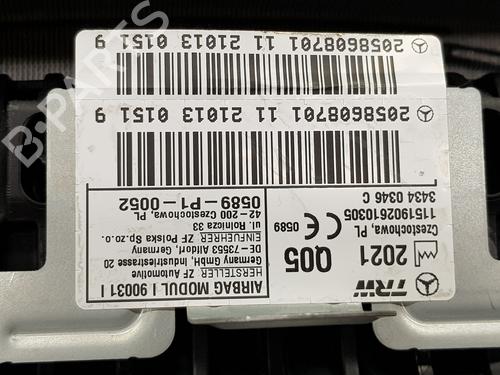 TRW
AIRBAG MODUL I 90031 I
HERSTELLER ZF Automotive
Germany GmbH, Industriestrasse 20
DE-73553 Alfdorf, Germany
EINFUEHRER ZF Polska Sp.zo.o.
ul. Rolnicza 33
42-200 Czestochowa, PL
0589-P1-0052
2021
Q05
Czestochowa, PL
0589
1151902610305
3434 0346 C
2058608701 11 21013 0151 9
2058608701 11 21013 0151 9
B-PARTS